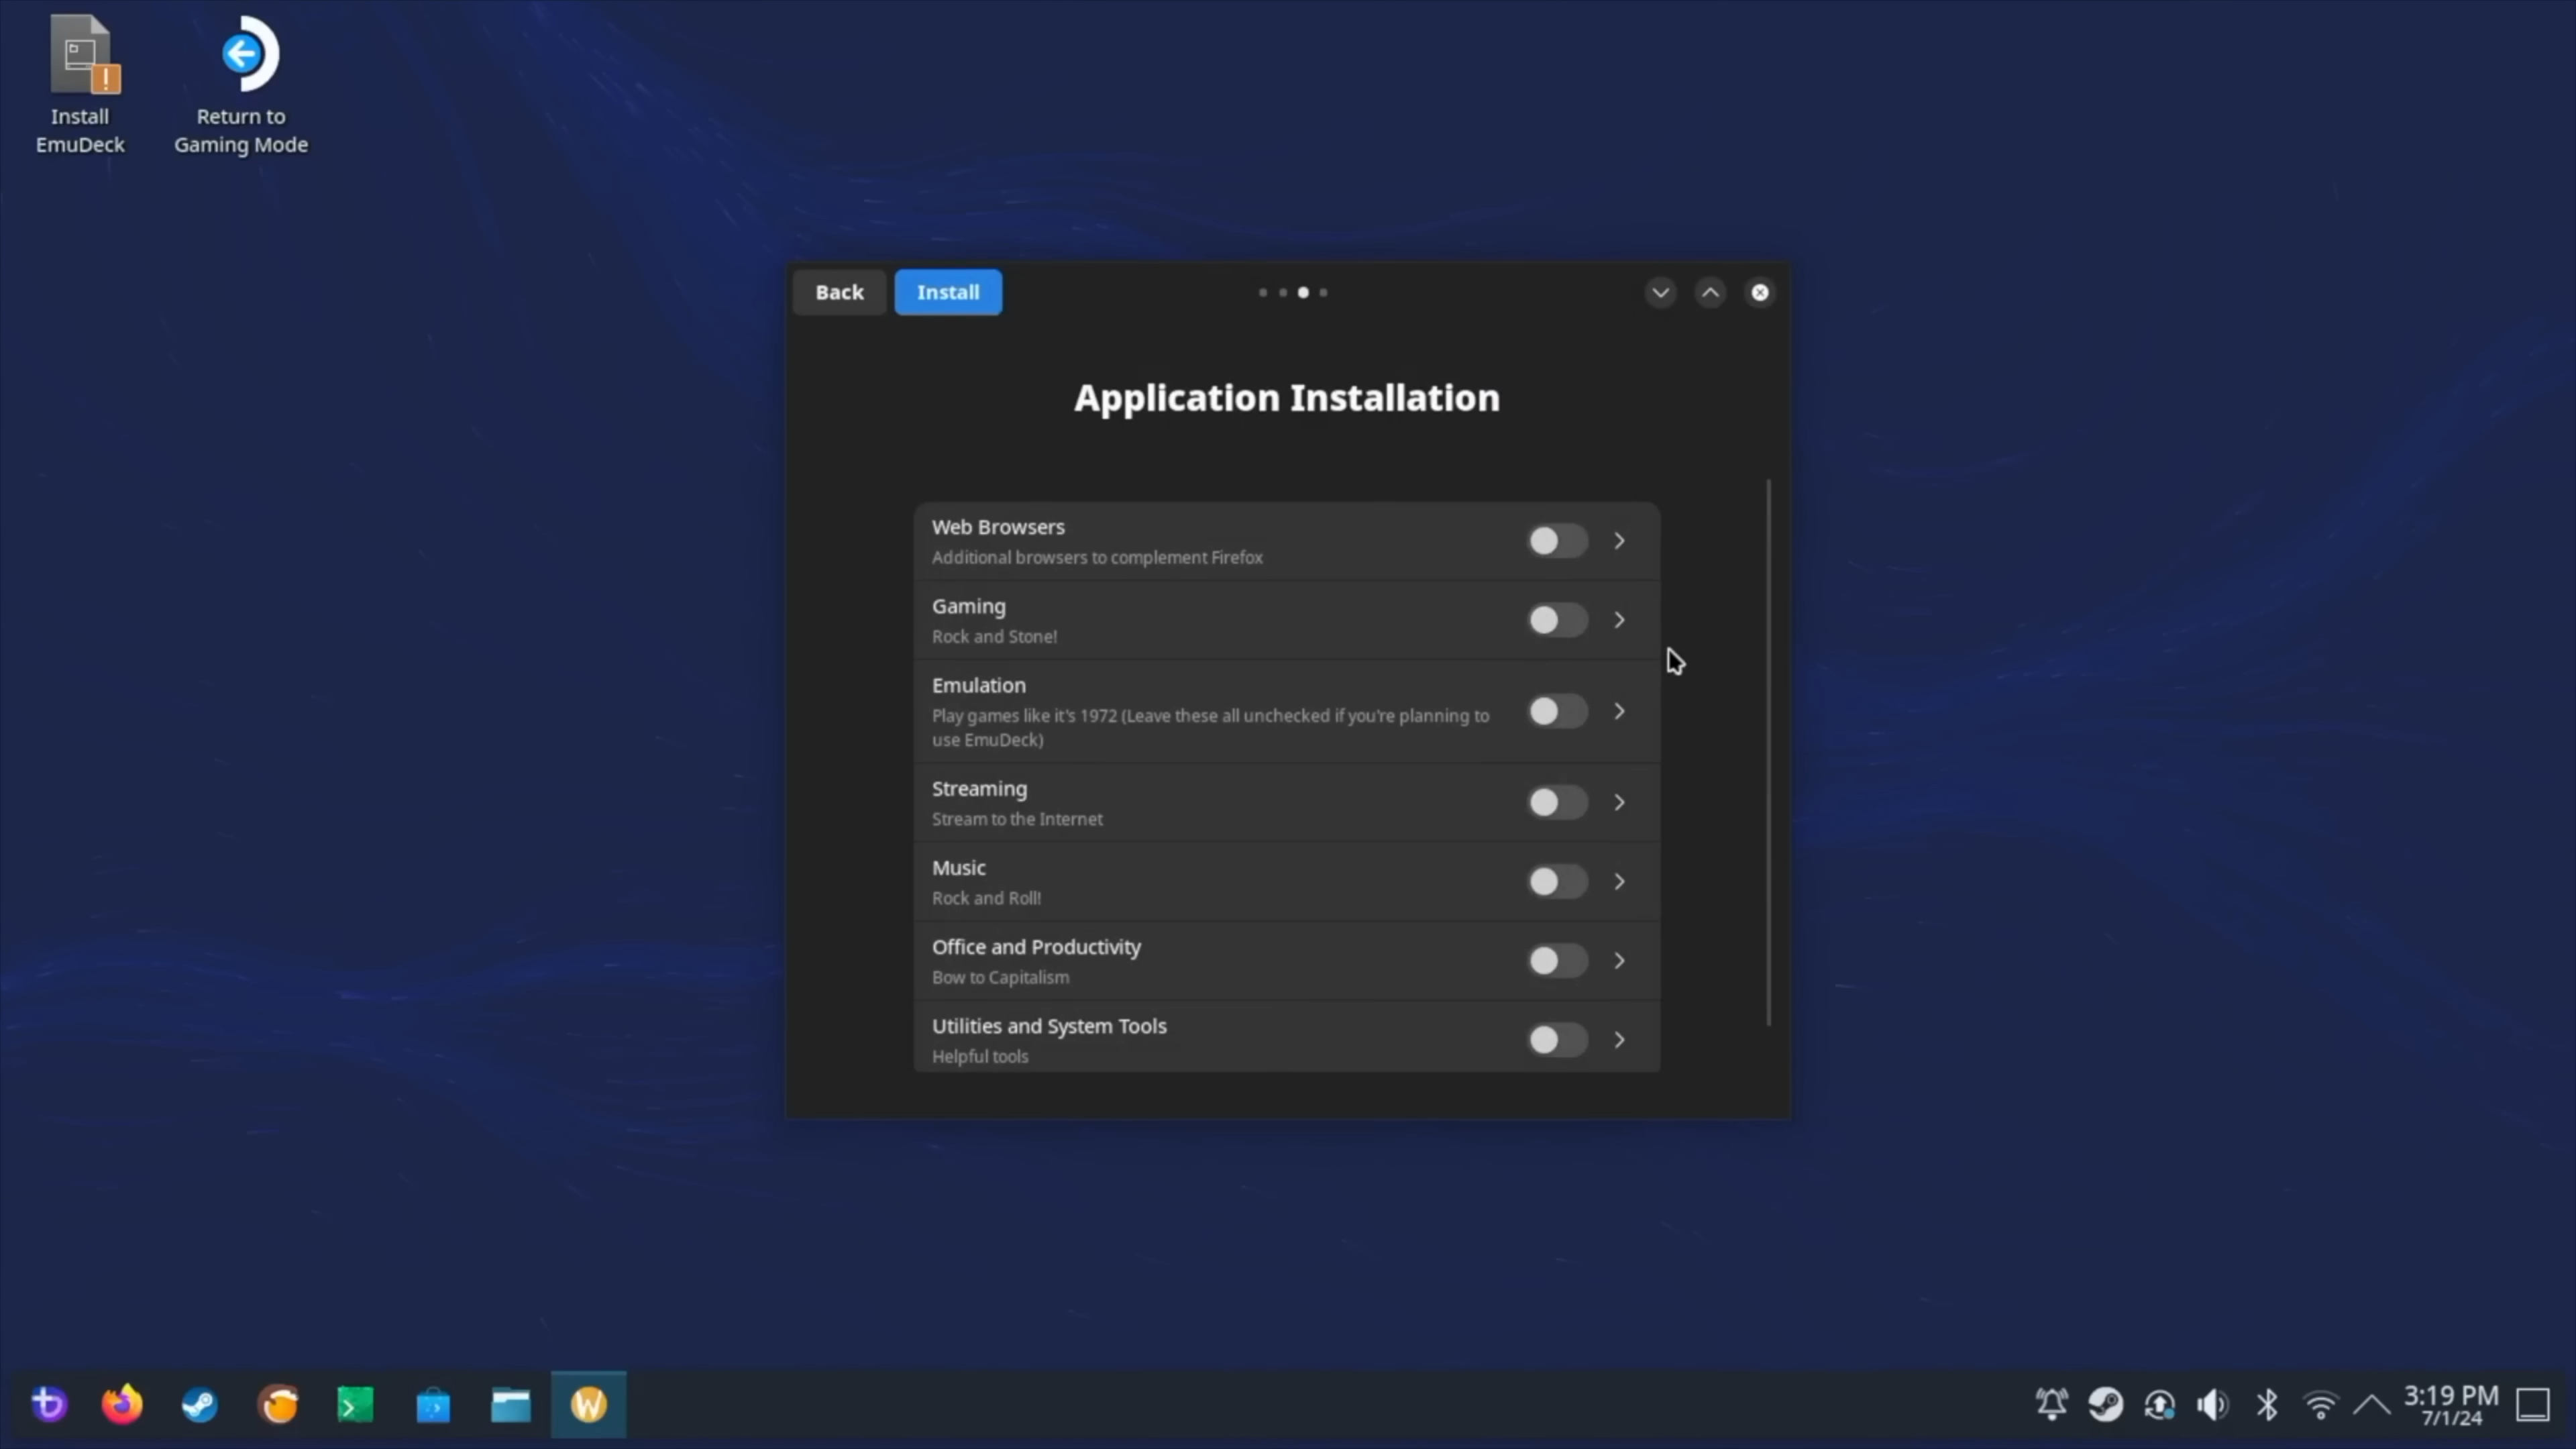 Install
EmuDeck
Return to
Gaming Mode
Back
Install
Application Installation
Web Browsers
Additional browsers to complement Firefox
Gaming
Rock and Stone!
Emulation
Play games like it's 1972 (Leave these all unchecked if you're planning to
use EmuDeck)
Streaming
Stream to the Internet
Music
Rock and Roll!
Office and Productivity
Bow to Capitalism
Utilities and System Tools
Helpful tools
W
3:19 PM
7/1/24